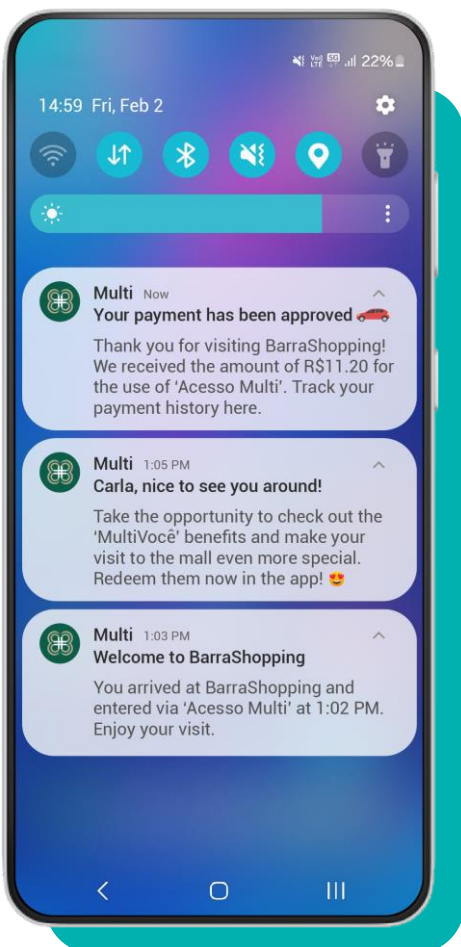 Vo) 5G 22%
LTE
14:59 Fri, Feb 2
Multi Now
Your payment has been approved 🚗
Thank you for visiting BarraShopping!
We received the amount of R$11.20 for
the use of ‘Acesso Multi’. Track your
payment history here.
Multi 1:05 PM
Carla, nice to see you around!
Take the opportunity to check out the
‘MultiVocê’ benefits and make your
visit to the mall even more special.
Redeem them now in the app! 😍
Multi 1:03 PM
Welcome to BarraShopping
You arrived at BarraShopping and
entered via ‘Acesso Multi’ at 1:02 PM.
Enjoy your visit.